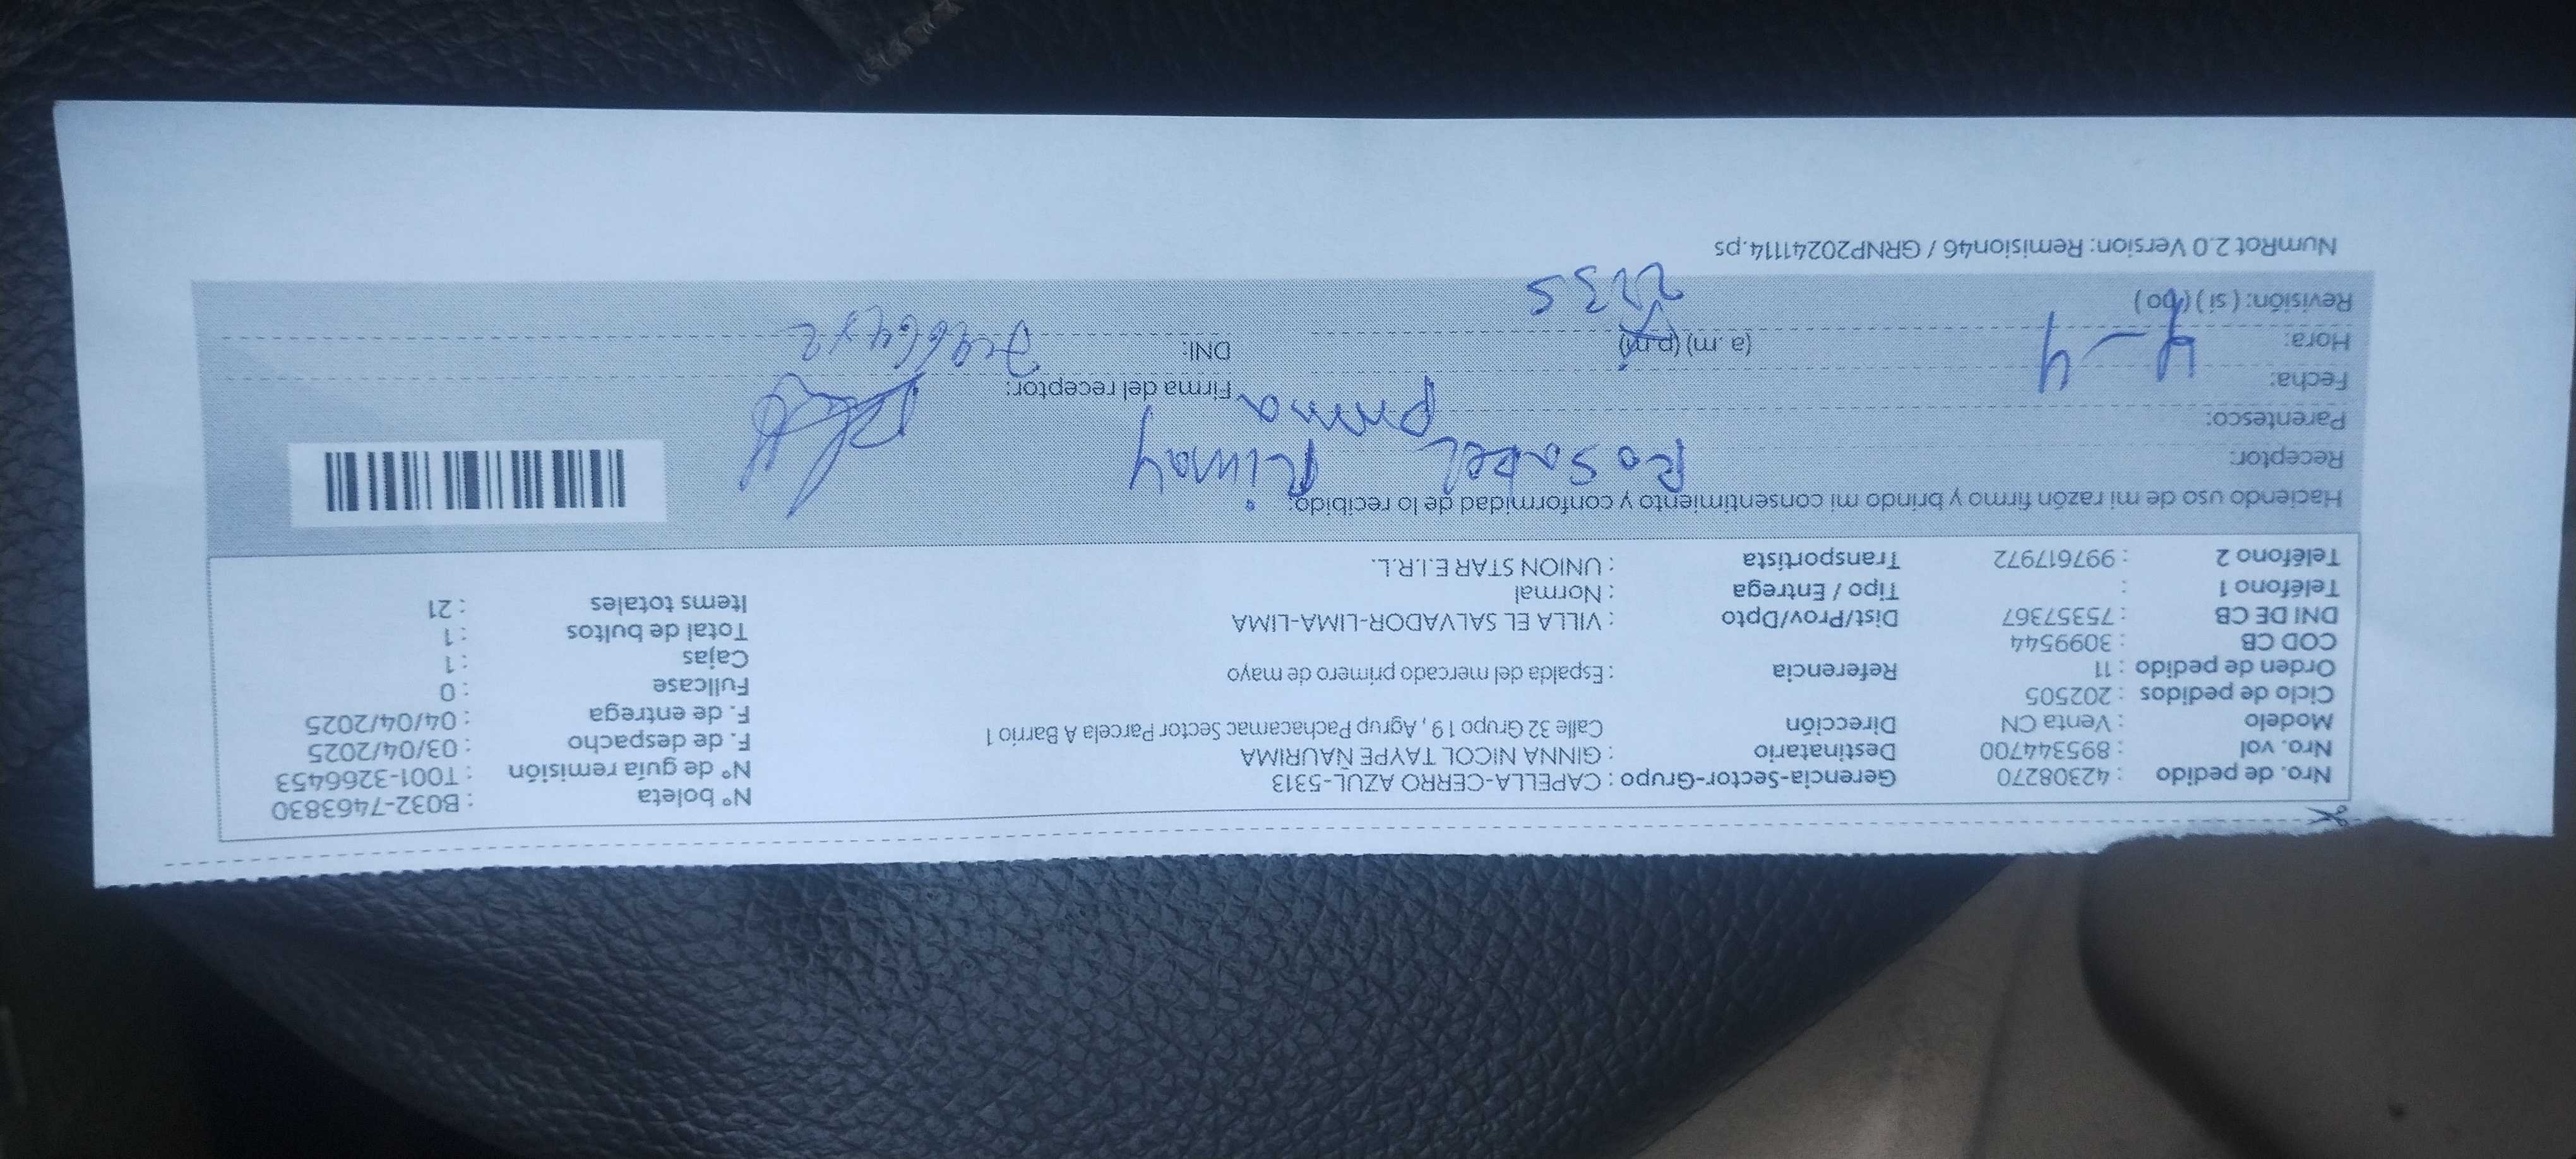 Nro. de pedido : 42308270 Gerencia-Sector-Grupo : CAPELLA-CERRO AZUL-5313 N° boleta : B032-7463830
Nro. vol : 895344700 Destinatario : GINNA NICOL TAYPE ÑAURIMA N° de guía remisión : T001-3266453
Modelo : Venta CN Dirección Calle 32 Grupo 19 , Agrup Pachacamac Sector Parcela A Barrio 1 F. de despacho : 03/04/2025
Ciclo de pedidos : 202505 F. de entrega : 04/04/2025
Orden de pedido : 11 Referencia : Espalda del mercado primero de mayo Fullcase : 0
COD CB : 3099544 Cajas : 1
DNI DE CB : 75357367 Dist/Prov/Dpto : VILLA EL SALVADOR-LIMA-LIMA Total de bultos : 1
Teléfono 1 : Tipo / Entrega : Normal Items totales : 21
Teléfono 2 : 997617972 Transportista : UNION STAR E.I.R.L.
Haciendo uso de mi razón firmo y brindo mi consentimiento y conformidad de lo recibido:
Receptor: Rosabel Rimay
Parentesco: prima
Fecha: 4-4 Firma del receptor:
Hora: (a.m) (p.m) DNI:
Revisión: ( si ) ( no ) 2235
NumRot 2.0 Version: Remision46 / GRNP20241114.ps